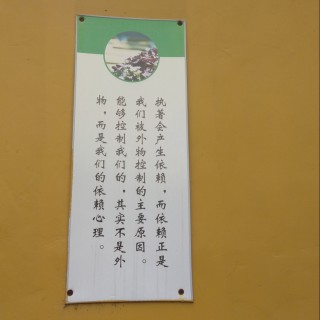 执著会产生依赖，而依赖正是
我们被外物控制的主要原因。
能够控制我们的，其实不是外
物，而是我们的依赖心理。